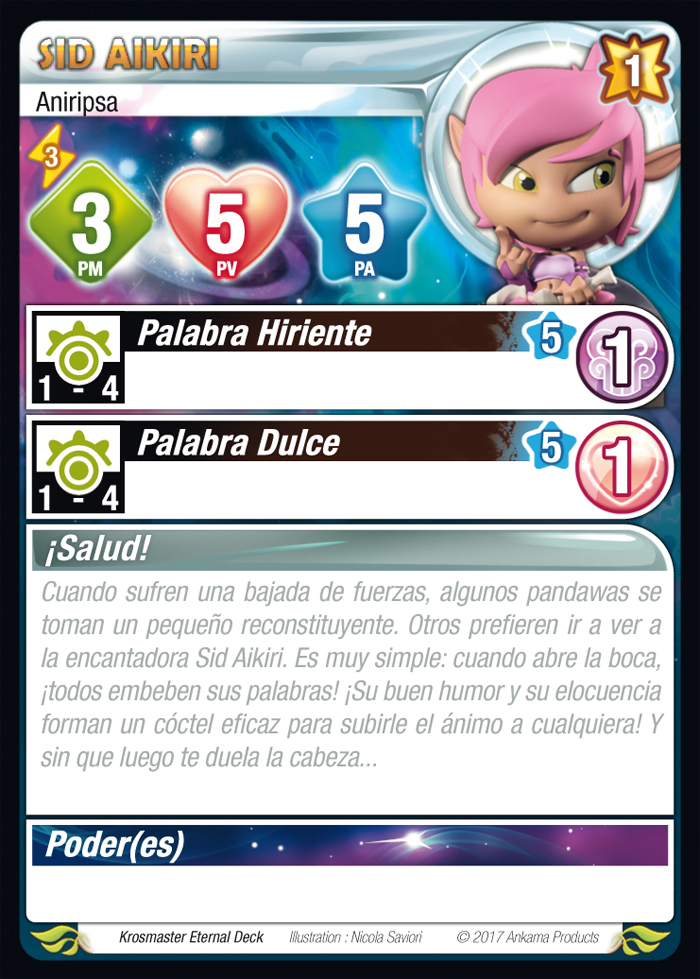 SID AIKIRI
1
Aniripsa
3
3
PM
5
PV
5
PA
Palabra Hiriente
5
1
1 - 4
Palabra Dulce
5
1
1 - 4
¡Salud!
Cuando sufren una bajada de fuerzas, algunos pandawas se
toman un pequeño reconstituyente. Otros prefieren ir a ver a
la encantadora Sid Aikiri. Es muy simple: cuando abre la boca,
¡todos embeben sus palabras! ¡Su buen humor y su elocuencia
forman un cóctel eficaz para subirle el ánimo a cualquiera! Y
sin que luego te duela la cabeza...
Poder(es)
Krosmaster Eternal Deck Illustration : Nicola Saviori © 2017 Ankama Products